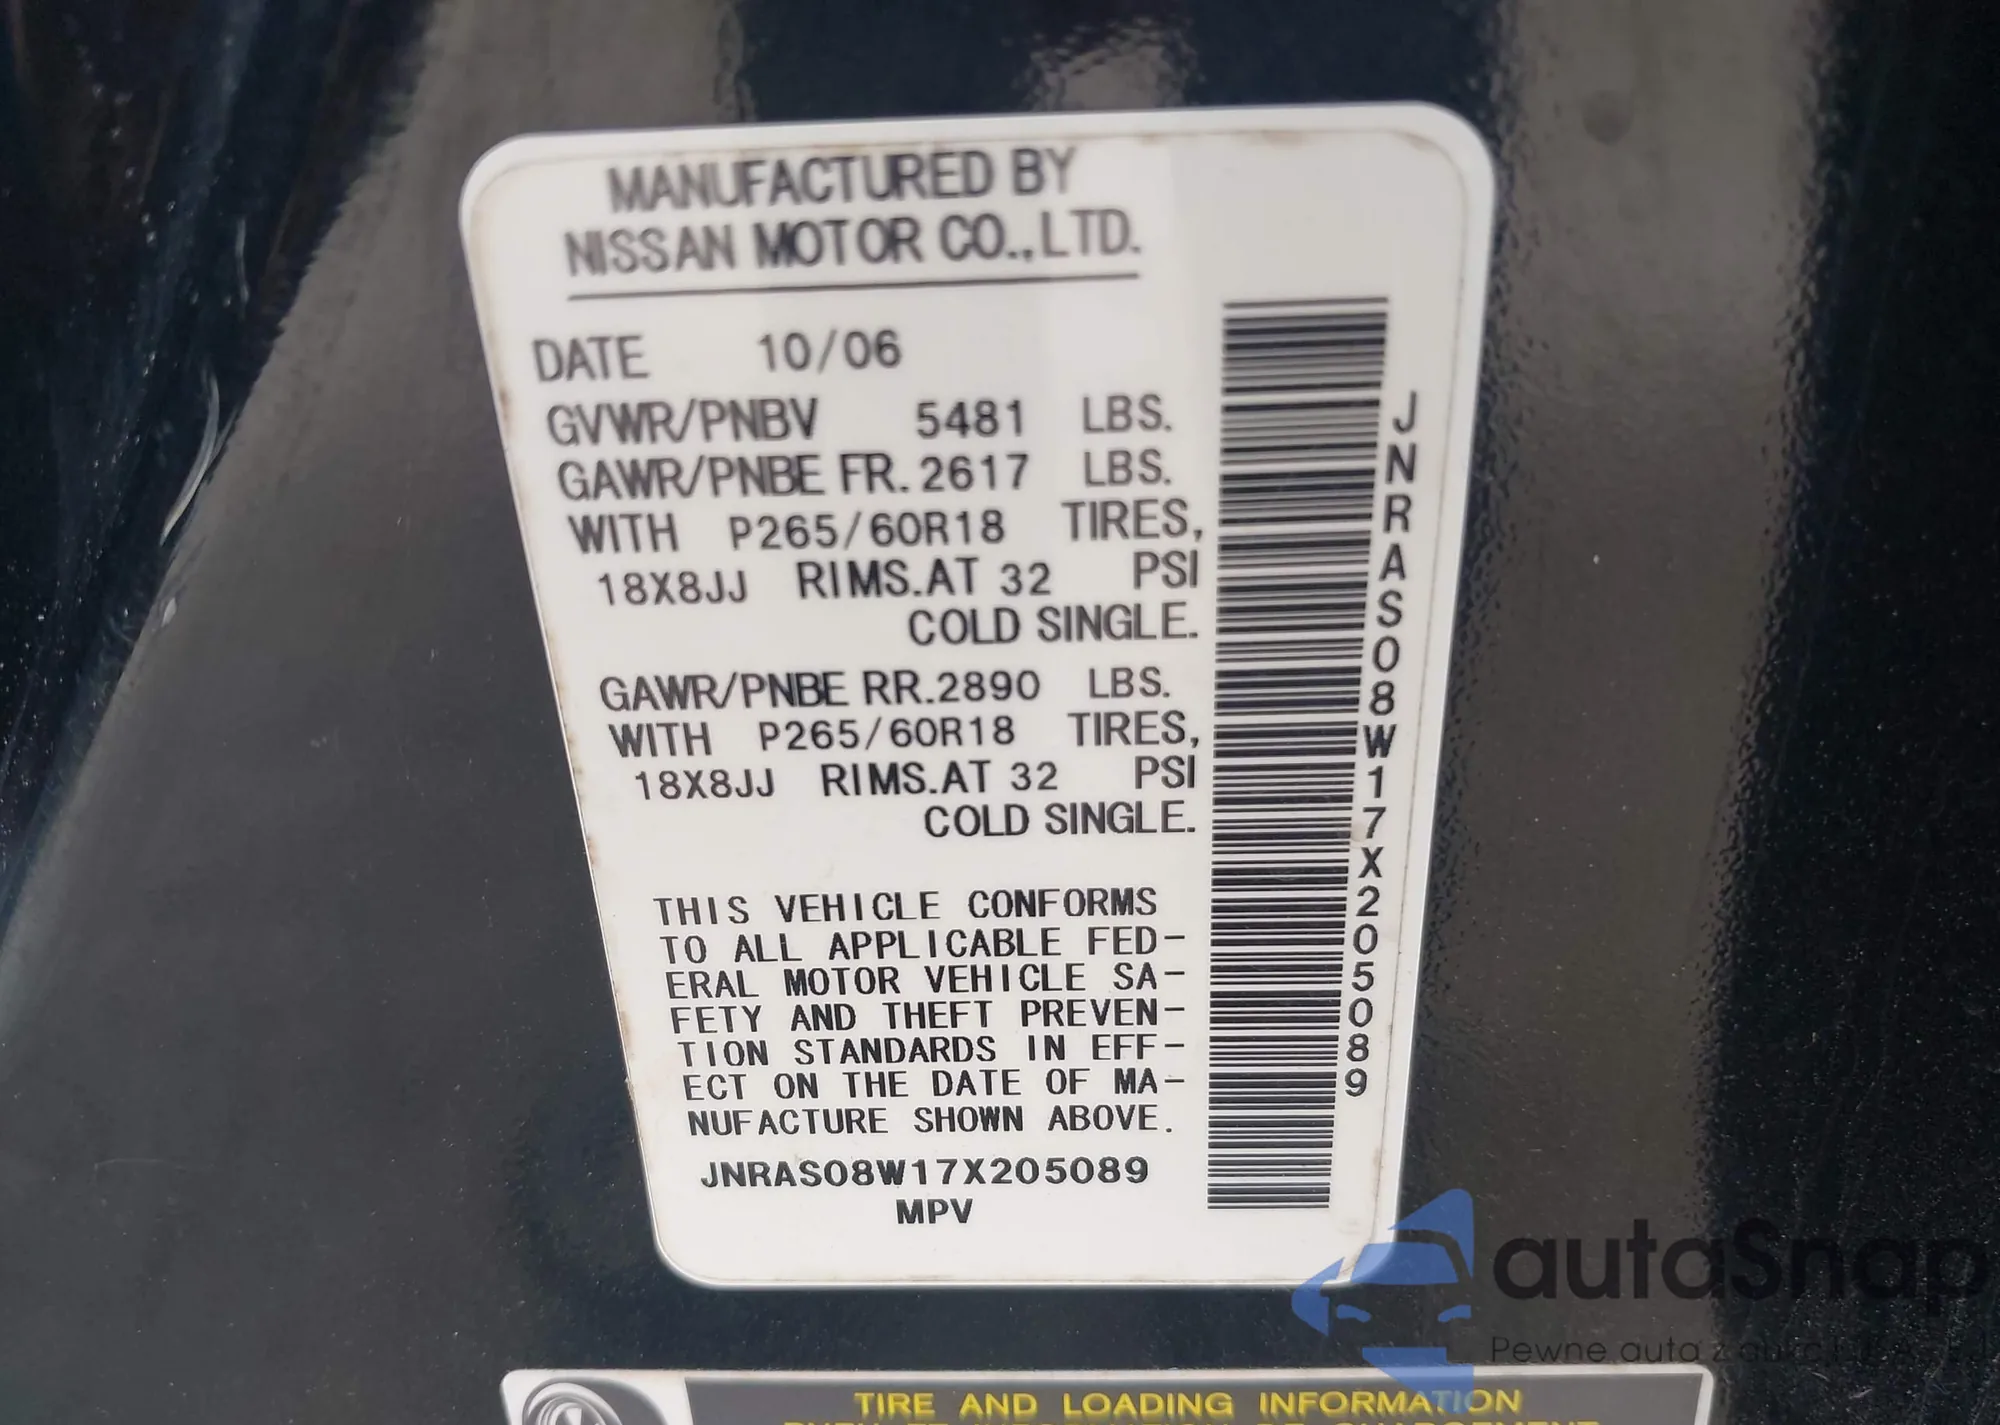 MANUFACTURED BY
NISSAN MOTOR CO.,LTD.
DATE 10/06
GVWR/PNBV 5481 LBS.
GAWR/PNBE FR.2617 LBS.
WITH P265/60R18 TIRES,
18X8JJ RIMS.AT 32 PSI
COLD SINGLE.
GAWR/PNBE RR.2890 LBS.
WITH P265/60R18 TIRES,
18X8JJ RIMS.AT 32 PSI
COLD SINGLE.
THIS VEHICLE CONFORMS
TO ALL APPLICABLE FED-
ERAL MOTOR VEHICLE SA-
FETY AND THEFT PREVEN-
TION STANDARDS IN EFF-
ECT ON THE DATE OF MA-
NUFACTURE SHOWN ABOVE.
JNRAS08W17X205089
MPV
JNRAS08W17X205089
autaSnap
Pewne auta z
TIRE AND LOADING INFORMATION